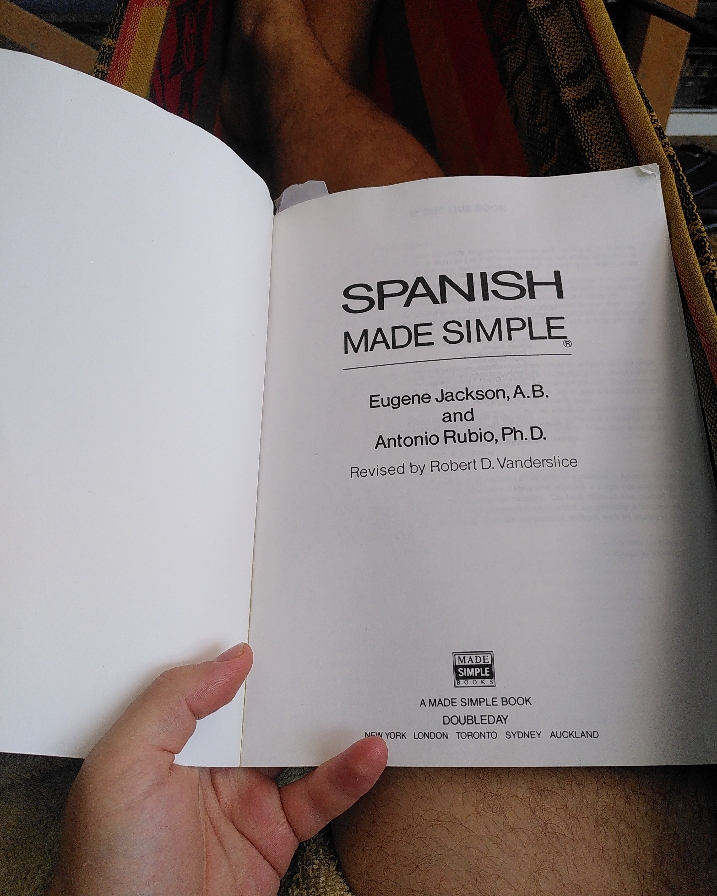 SPANISH
MADE SIMPLE®
Eugene Jackson, A.B.
and
Antonio Rubio, Ph.D.
Revised by Robert D. Vanderslice
MADE
SIMPLE
BOOKS
A MADE SIMPLE BOOK
DOUBLEDAY
NEW YORK LONDON TORONTO SYDNEY AUCKLAND